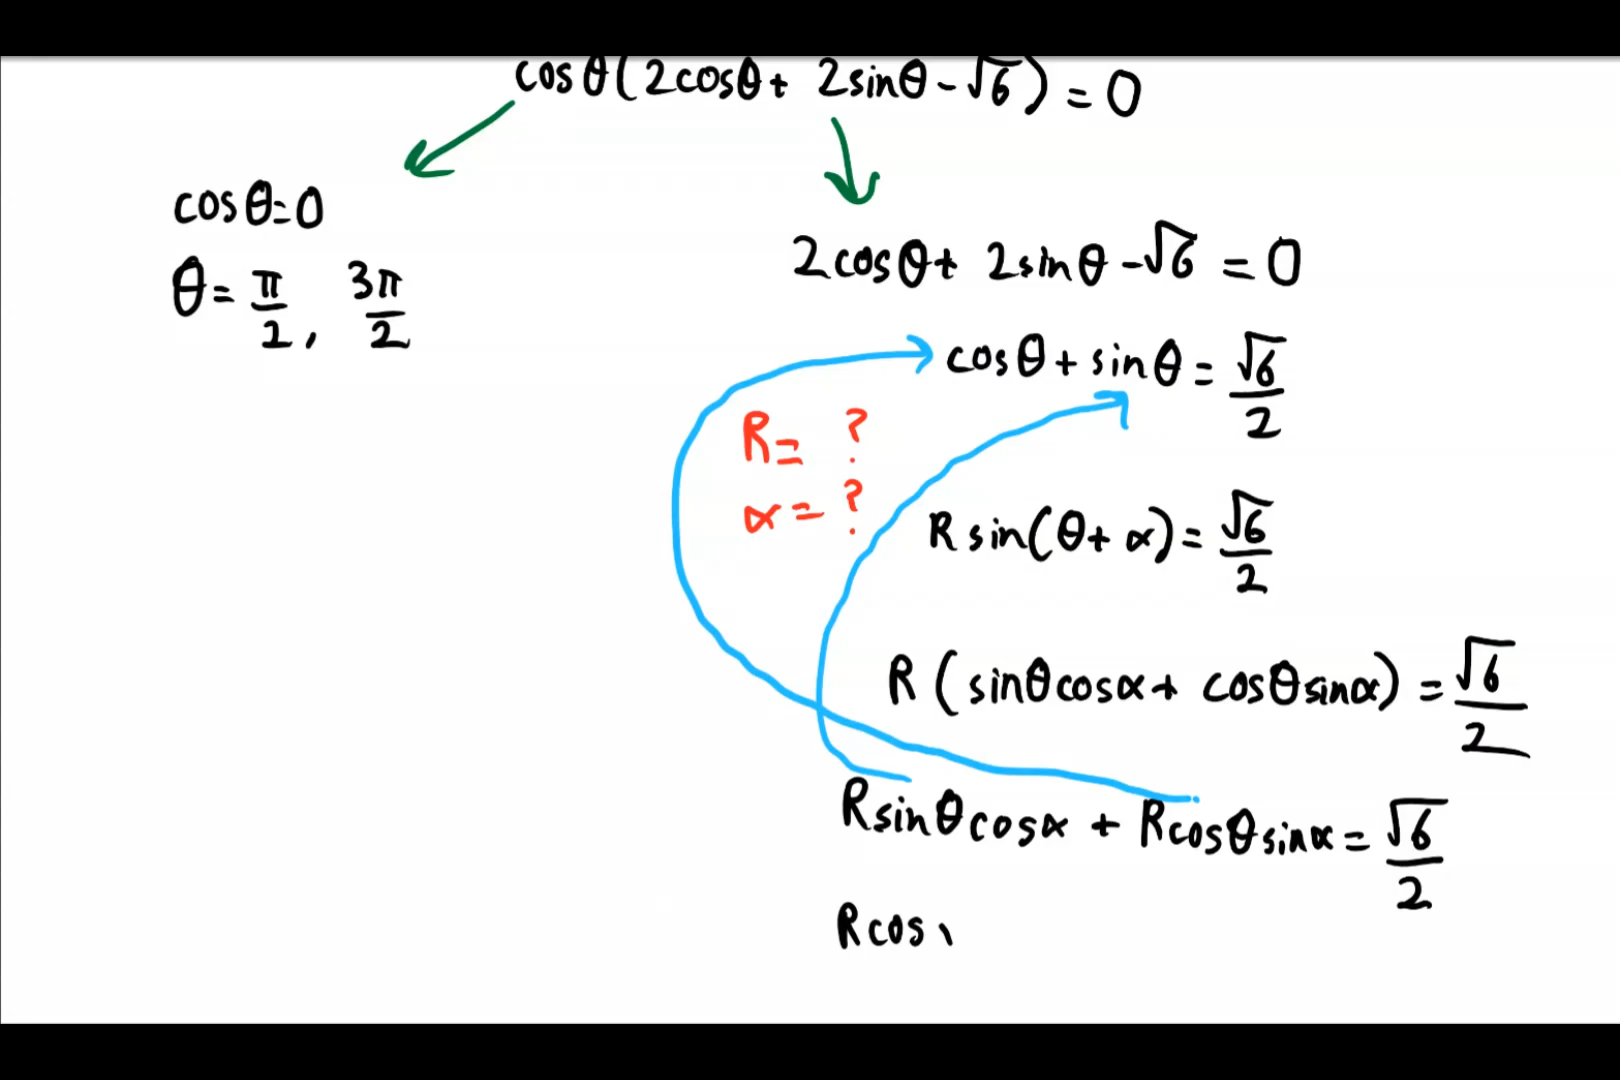 cosθ(2cosθ+ 2sinθ-√6) = 0
cosθ=0
θ= π/2, 3π/2
2cosθ+ 2sinθ-√6 = 0
cosθ+sinθ= √6/2
R= ?
α= ?
Rsin(θ+α)= √6/2
R(sinθcosα+ cosθsinα) = √6/2
Rsinθcosα + Rcosθsinα= √6/2
Rcos